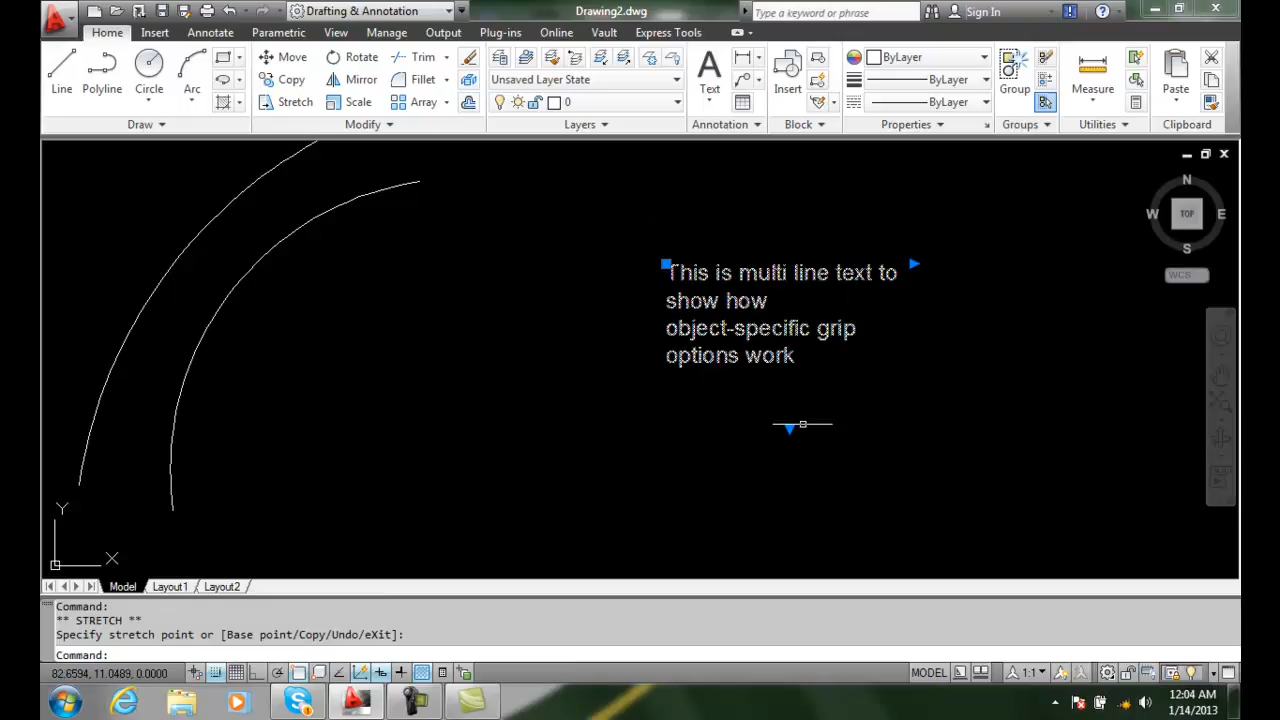 Drafting & Annotation
Drawing2.dwg
Type a keyword or phrase
Sign In
Home Insert Annotate Parametric View Manage Output Plug-ins Online Vault Express Tools
Line Polyline Circle Arc
Move Rotate Trim
Copy Mirror Fillet
Stretch Scale Array
Unsaved Layer State
0
Text
Insert
ByLayer
ByLayer
ByLayer
Group
Measure
Paste
Draw Modify Layers Annotation Block Properties Groups Utilities Clipboard
N
W TOP E
S
WCS
This is multi line text to
show how
object-specific grip
options work
Y
X
Model Layout1 Layout2
Command:
** STRETCH **
Specify stretch point or [Base point/Copy/Undo/eXit]:
Command:
82.6594, 11.0489, 0.0000
MODEL
1:1
12:04 AM
1/14/2013